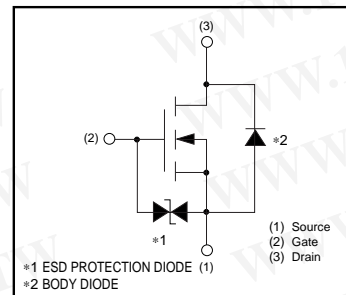 (3)
(2)
∗2
∗1
(1) Source
(2) Gate
(3) Drain
∗1 ESD PROTECTION DIODE (1)
∗2 BODY DIODE